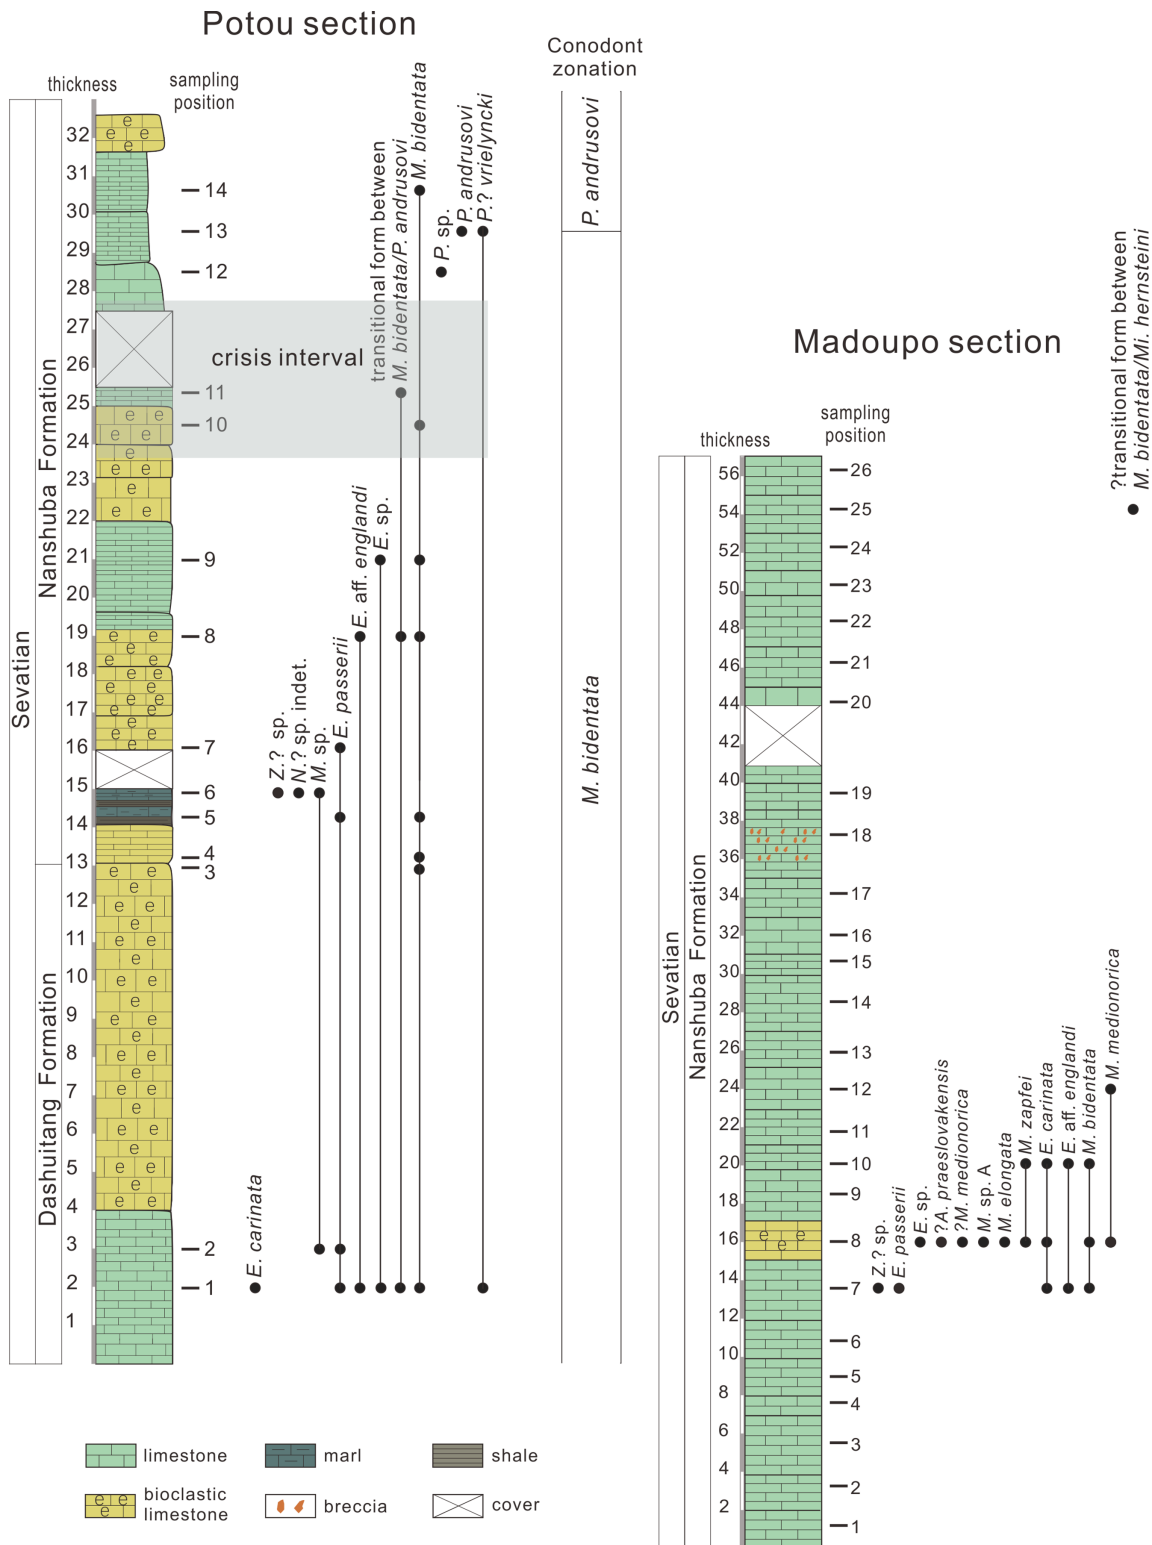 Potou section
Conodont
zonation
thickness
sampling
position
Sevatian
Nanshuba Formation
Dashuitang Formation
32
31
30
29
28
27
26
25
24
23
22
21
20
19
18
17
16
15
14
13
12
11
10
9
8
7
6
5
4
3
2
1
14
13
12
11
10
9
8
7
6
5
4
3
2
1
crisis interval
E. carinata
Z.? sp.
N.? sp. indet.
M. sp.
E. passerii
E. aff. englandi
E. sp.
transitional form between
M. bidentata/P. andrusovi
M. bidentata
P. sp.
P. andrusovi
P.? vrielyncki
P. andrusovi
M. bidentata
Madoupo section
thickness
sampling
position
Sevatian
Nanshuba Formation
56
54
52
50
48
46
44
42
40
38
36
34
32
30
28
26
24
22
20
18
16
14
12
10
8
6
4
2
26
25
24
23
22
21
20
19
18
17
16
15
14
13
12
11
10
9
8
7
6
5
4
3
2
1
Z.? sp.
E. passerii
E. sp.
?A. praeslovakensis
?M. medionorica
M. sp. A
M. elongata
M. zapfei
E. carinata
E. aff. englandi
M. bidentata
M. medionorica
?transitional form between
M. bidentata/Mi. hernsteini
limestone
marl
shale
bioclastic
limestone
breccia
cover
e e e e e e e e e e e e e e e e e e e e e e e e e e e e e e e e e e e e e e e e e e e e e e e e e e e e